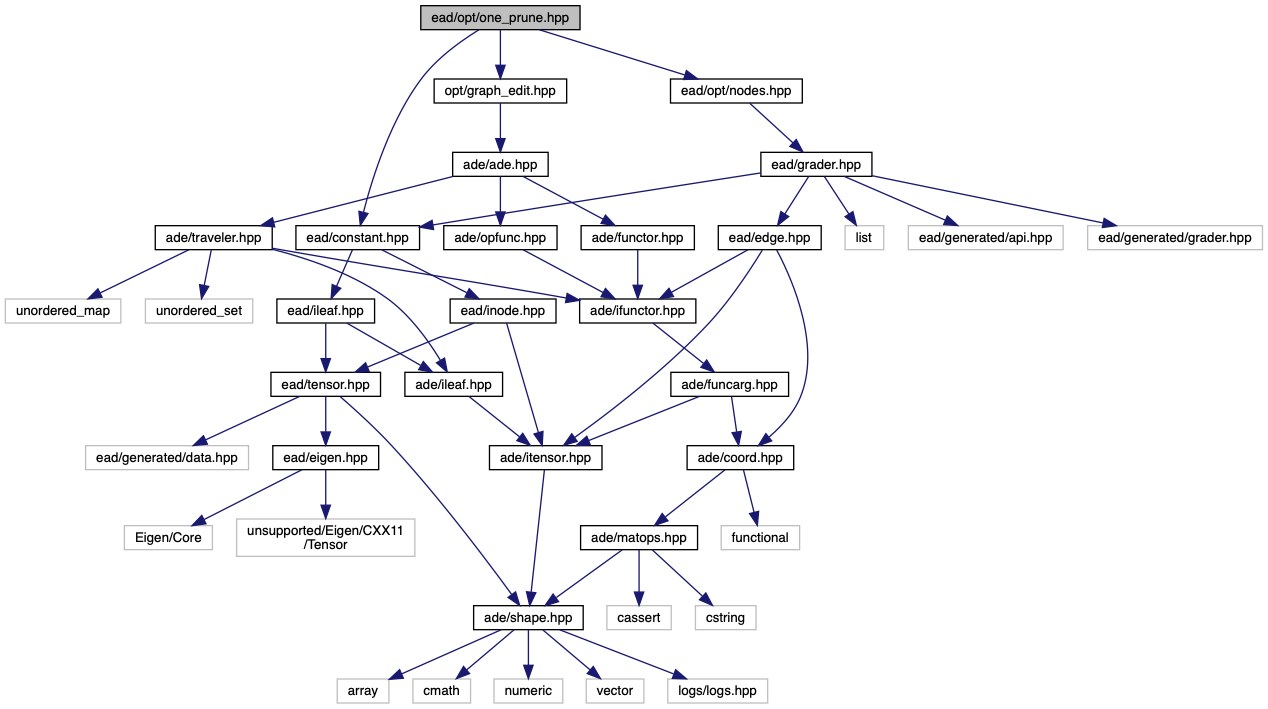 ead/opt/one_prune.hpp
opt/graph_edit.hpp
ead/opt/nodes.hpp
ade/ade.hpp
ead/grader.hpp
ade/traveler.hpp
ead/constant.hpp
ade/opfunc.hpp
ade/functor.hpp
ead/edge.hpp
list
ead/generated/api.hpp
ead/generated/grader.hpp
unordered_map
unordered_set
ead/ileaf.hpp
ead/inode.hpp
ade/ifunctor.hpp
ead/tensor.hpp
ade/ileaf.hpp
ade/funcarg.hpp
ead/generated/data.hpp
ead/eigen.hpp
ade/itensor.hpp
ade/coord.hpp
Eigen/Core
unsupported/Eigen/CXX11
/Tensor
ade/matops.hpp
functional
ade/shape.hpp
cassert
cstring
array
cmath
numeric
vector
logs/logs.hpp